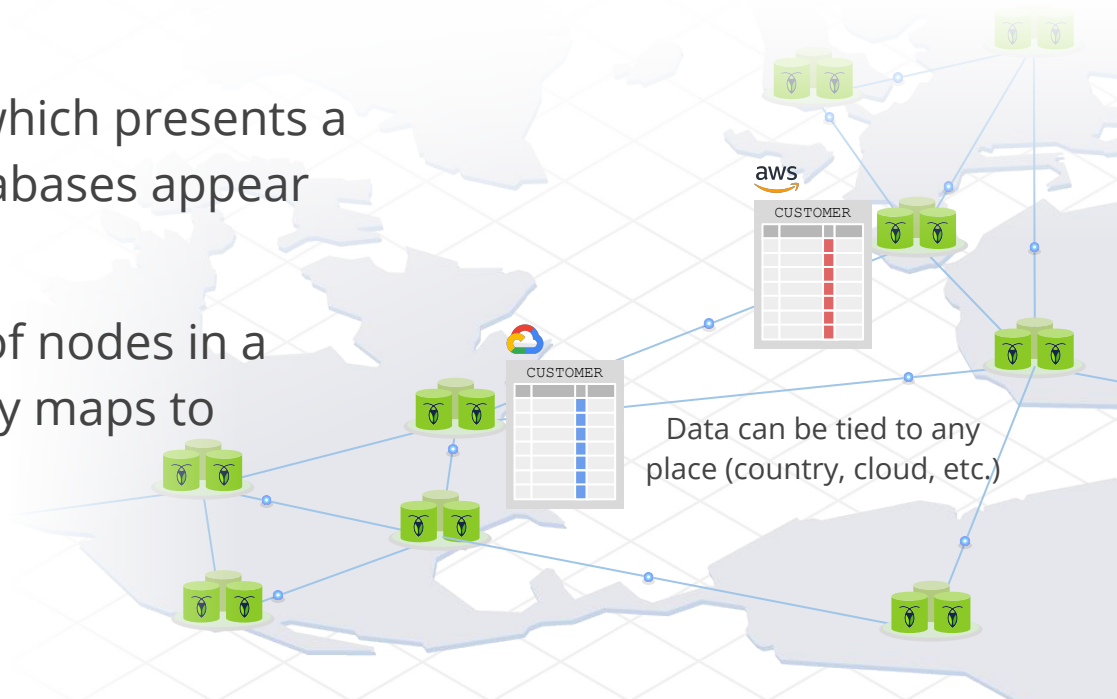 which presents a
abases appear
of nodes in a
y maps to
aws
CUSTOMER
CUSTOMER
Data can be tied to any
place (country, cloud, etc.)